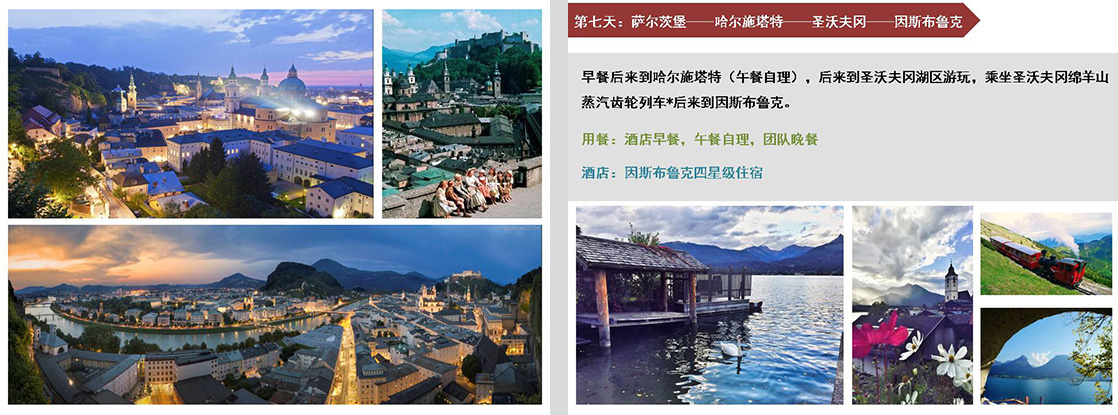 第七天：萨尔茨堡——哈尔施塔特——圣沃夫冈——因斯布鲁克
早餐后来到哈尔施塔特（午餐自理），后来到圣沃夫冈湖区游玩，乘坐圣沃夫冈绵羊山
蒸汽齿轮列车*后来到因斯布鲁克。
用餐：酒店早餐，午餐自理，团队晚餐
酒店：因斯布鲁克四星级住宿